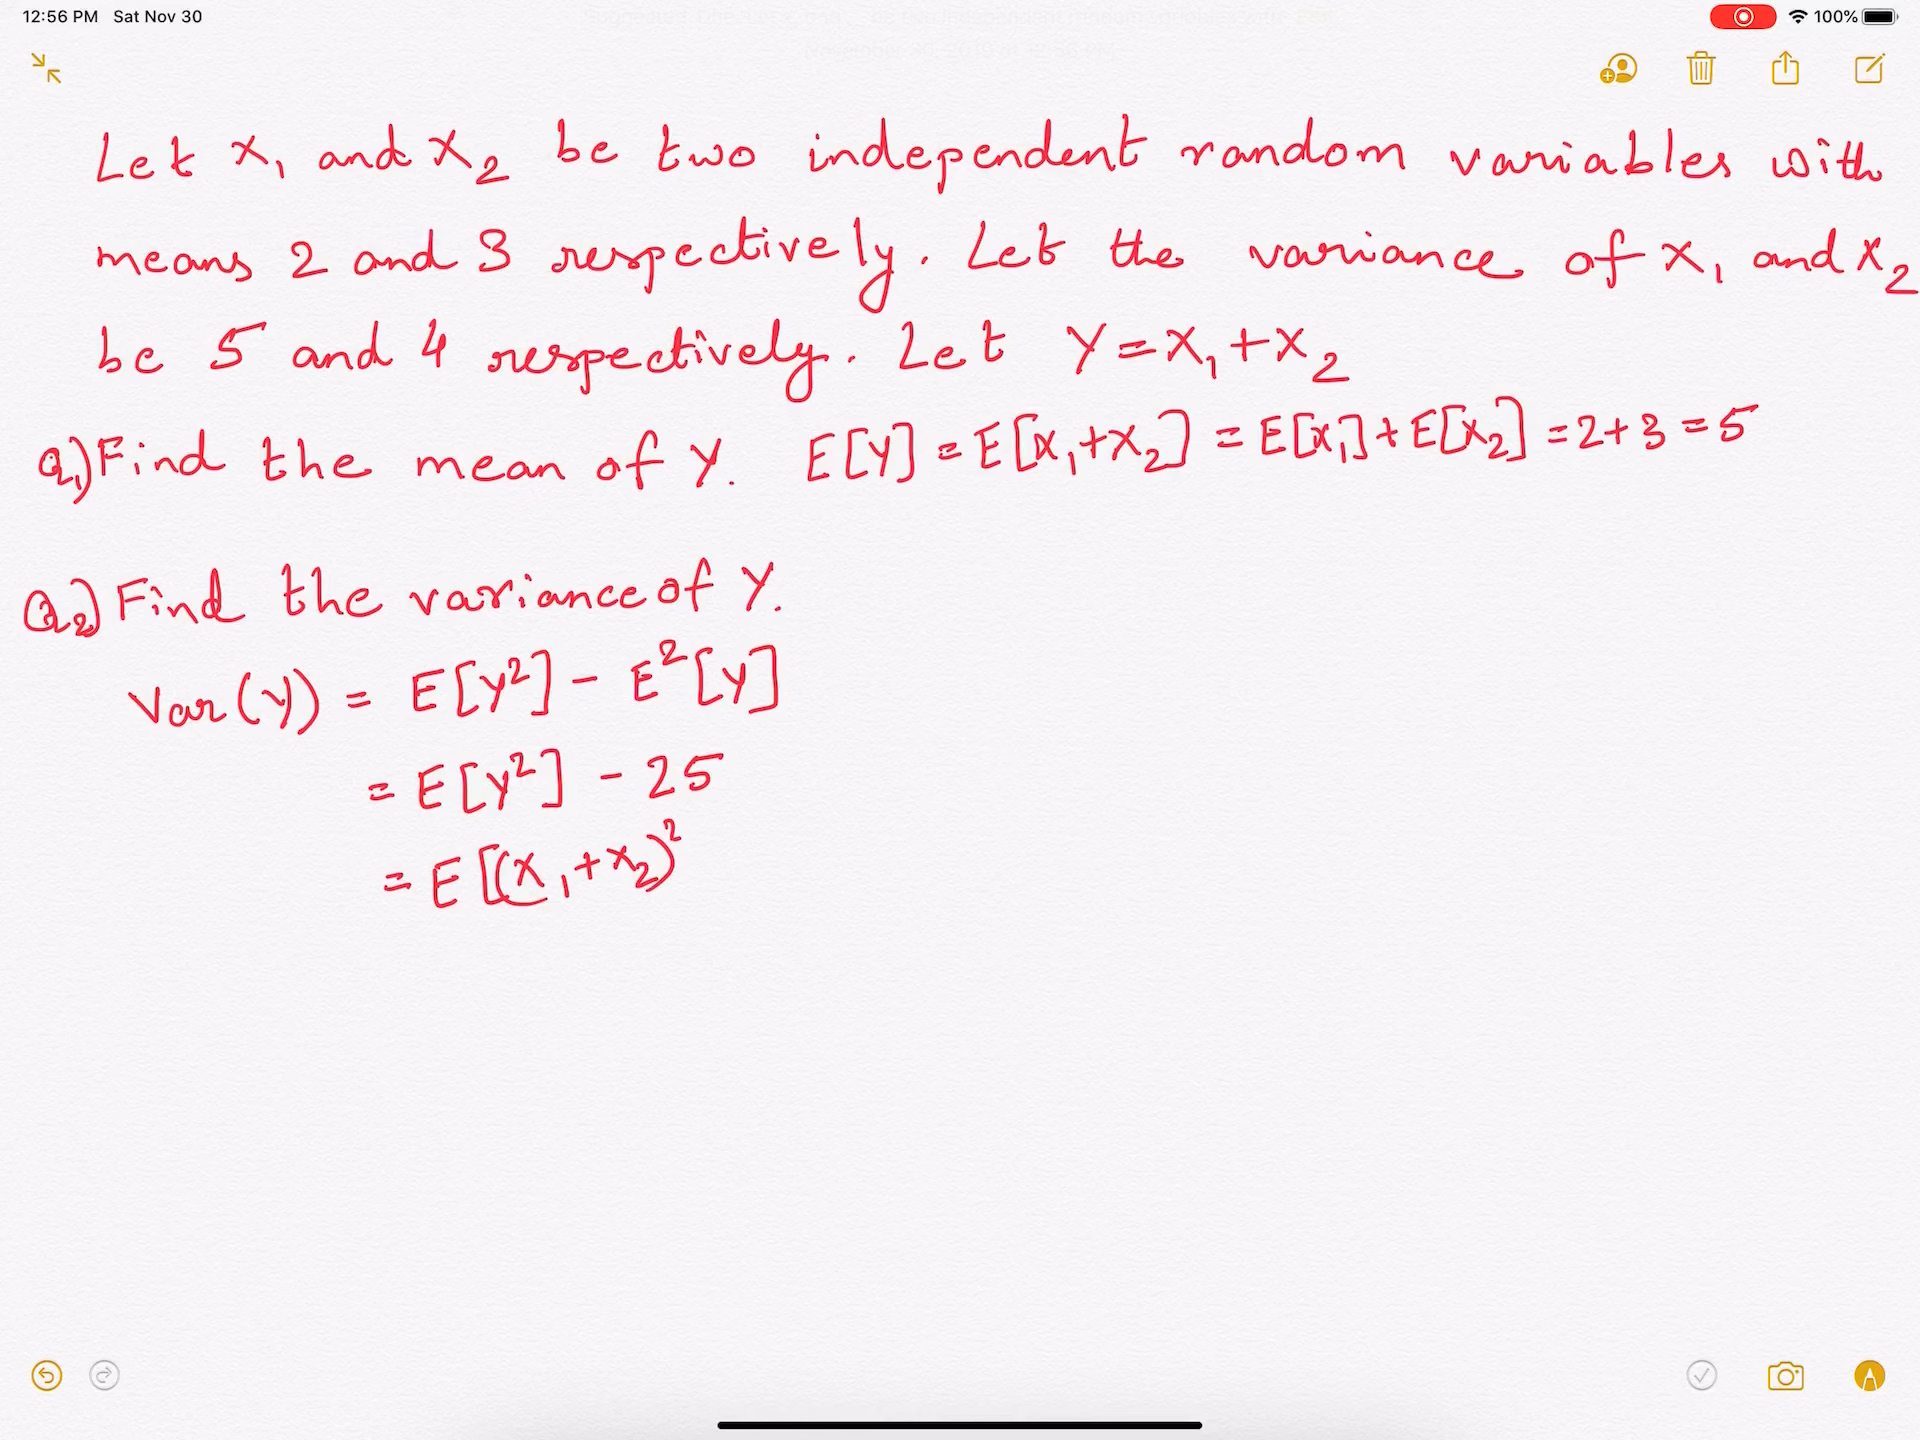 12:56 PM Sat Nov 30 100%
Let X₁ and X₂ be two independent random variables with
means 2 and 3 respectively. Let the variance of X₁ and X₂
be 5 and 4 respectively. Let Y = X₁ + X₂
Q₁) Find the mean of Y. E[Y] = E[X₁+X₂] = E[X₁] + E[X₂] = 2+3 = 5
Q₂) Find the variance of Y.
Var(Y) = E[Y²] - E²[Y]
= E[Y²] - 25
= E[(X₁+X₂)²